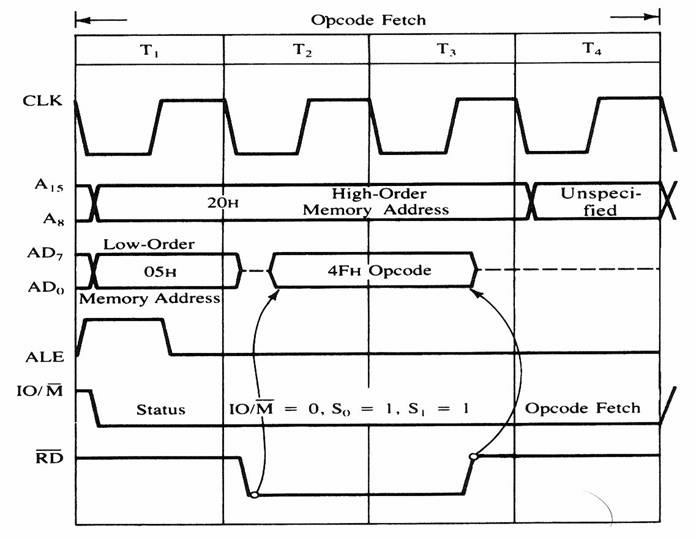 Opcode Fetch
T₁ T₂ T₃ T₄
CLK
A₁₅
20H High-Order Unspeci-
Memory Address fied
A₈
AD₇ Low-Order
05H 4FH Opcode
AD₀
Memory Address
ALE
IO/M̅
Status IO/M̅ = 0, S₀ = 1, S₁ = 1 Opcode Fetch
R̅D̅